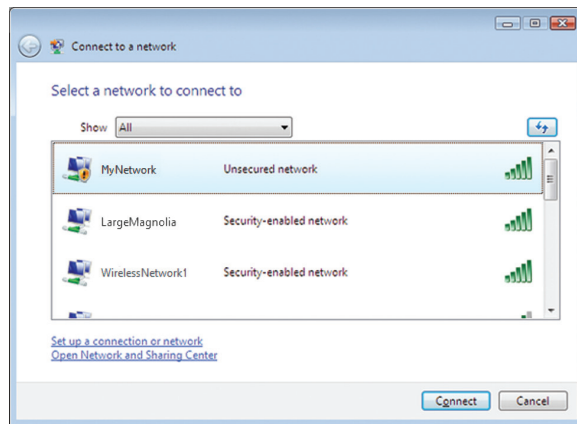 Connect to a network
Select a network to connect to
Show All
MyNetwork Unsecured network
LargeMagnolia Security-enabled network
WirelessNetwork1 Security-enabled network
Set up a connection or network
Open Network and Sharing Center
Connect Cancel